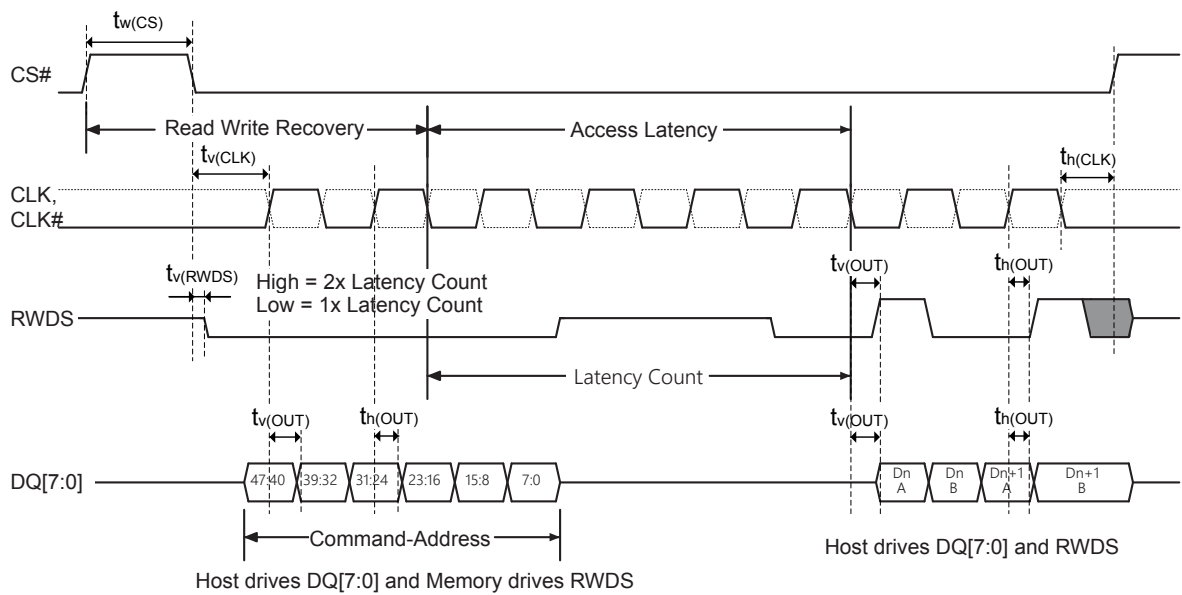 tw(CS)
CS#
Read Write Recovery
Access Latency
tv(CLK)
th(CLK)
CLK,
CLK#
tv(RWDS)
High = 2x Latency Count
Low = 1x Latency Count
tv(OUT)
th(OUT)
RWDS
Latency Count
tv(OUT)
th(OUT)
tv(OUT)
th(OUT)
DQ[7:0]
47:40
39:32
31:24
23:16
15:8
7:0
Dn
A
Dn
B
Dn+1
A
Dn+1
B
Command-Address
Host drives DQ[7:0] and RWDS
Host drives DQ[7:0] and Memory drives RWDS